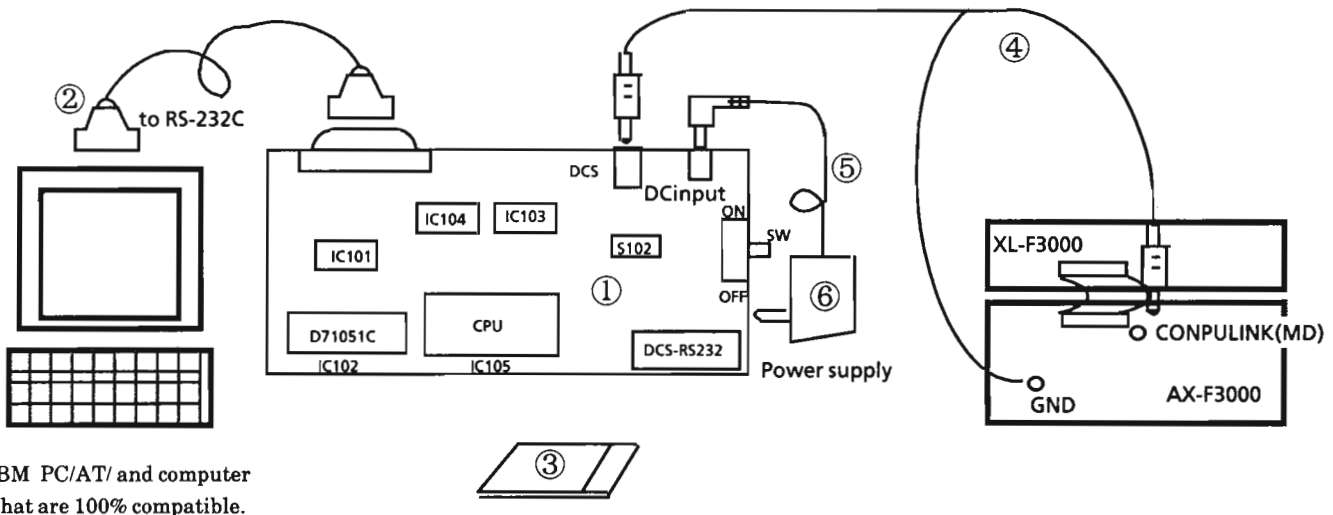 ④
②
to RS-232C
DCS
DCinput
⑤
IC104
IC103
ON
SW
S102
IC101
①
OFF
⑥
D71051C
CPU
DCS-RS232
IC102
IC105
Power supply
XL-F3000
CONPULINK(MD)
GND
AX-F3000
③
BM PC/AT/ and computer
hat are 100% compatible.